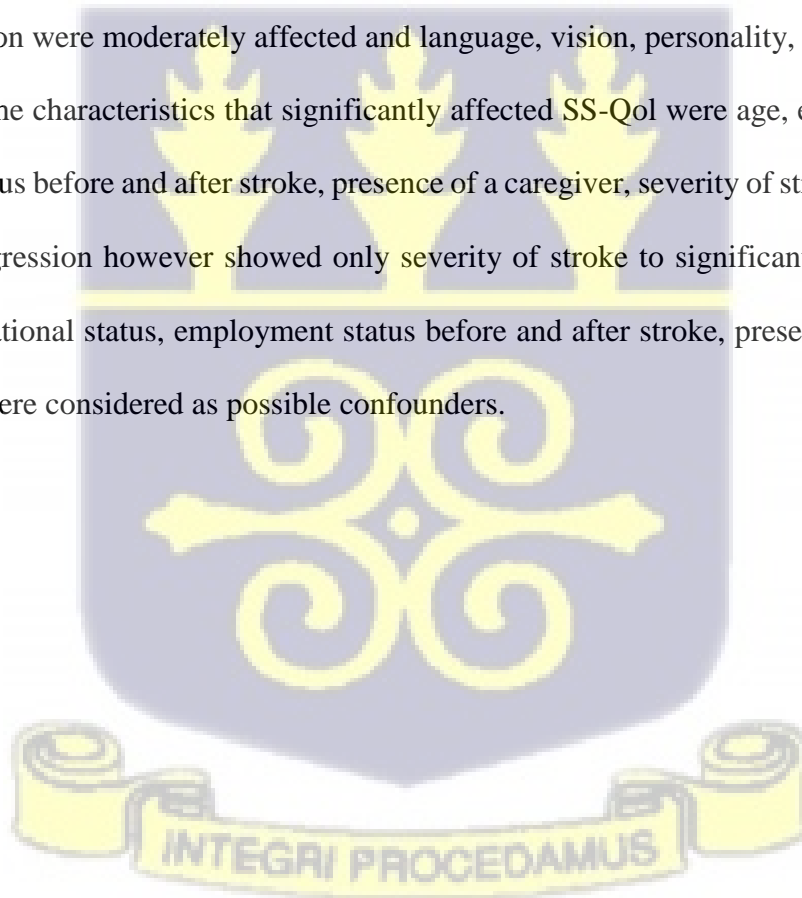 on were moderately affected and language, vision, personality,
ne characteristics that significantly affected SS-Qol were age, e
us before and after stroke, presence of a caregiver, severity of st
gression however showed only severity of stroke to significant
ational status, employment status before and after stroke, prese
ere considered as possible confounders.
INTEGRI PROCEDAMUS